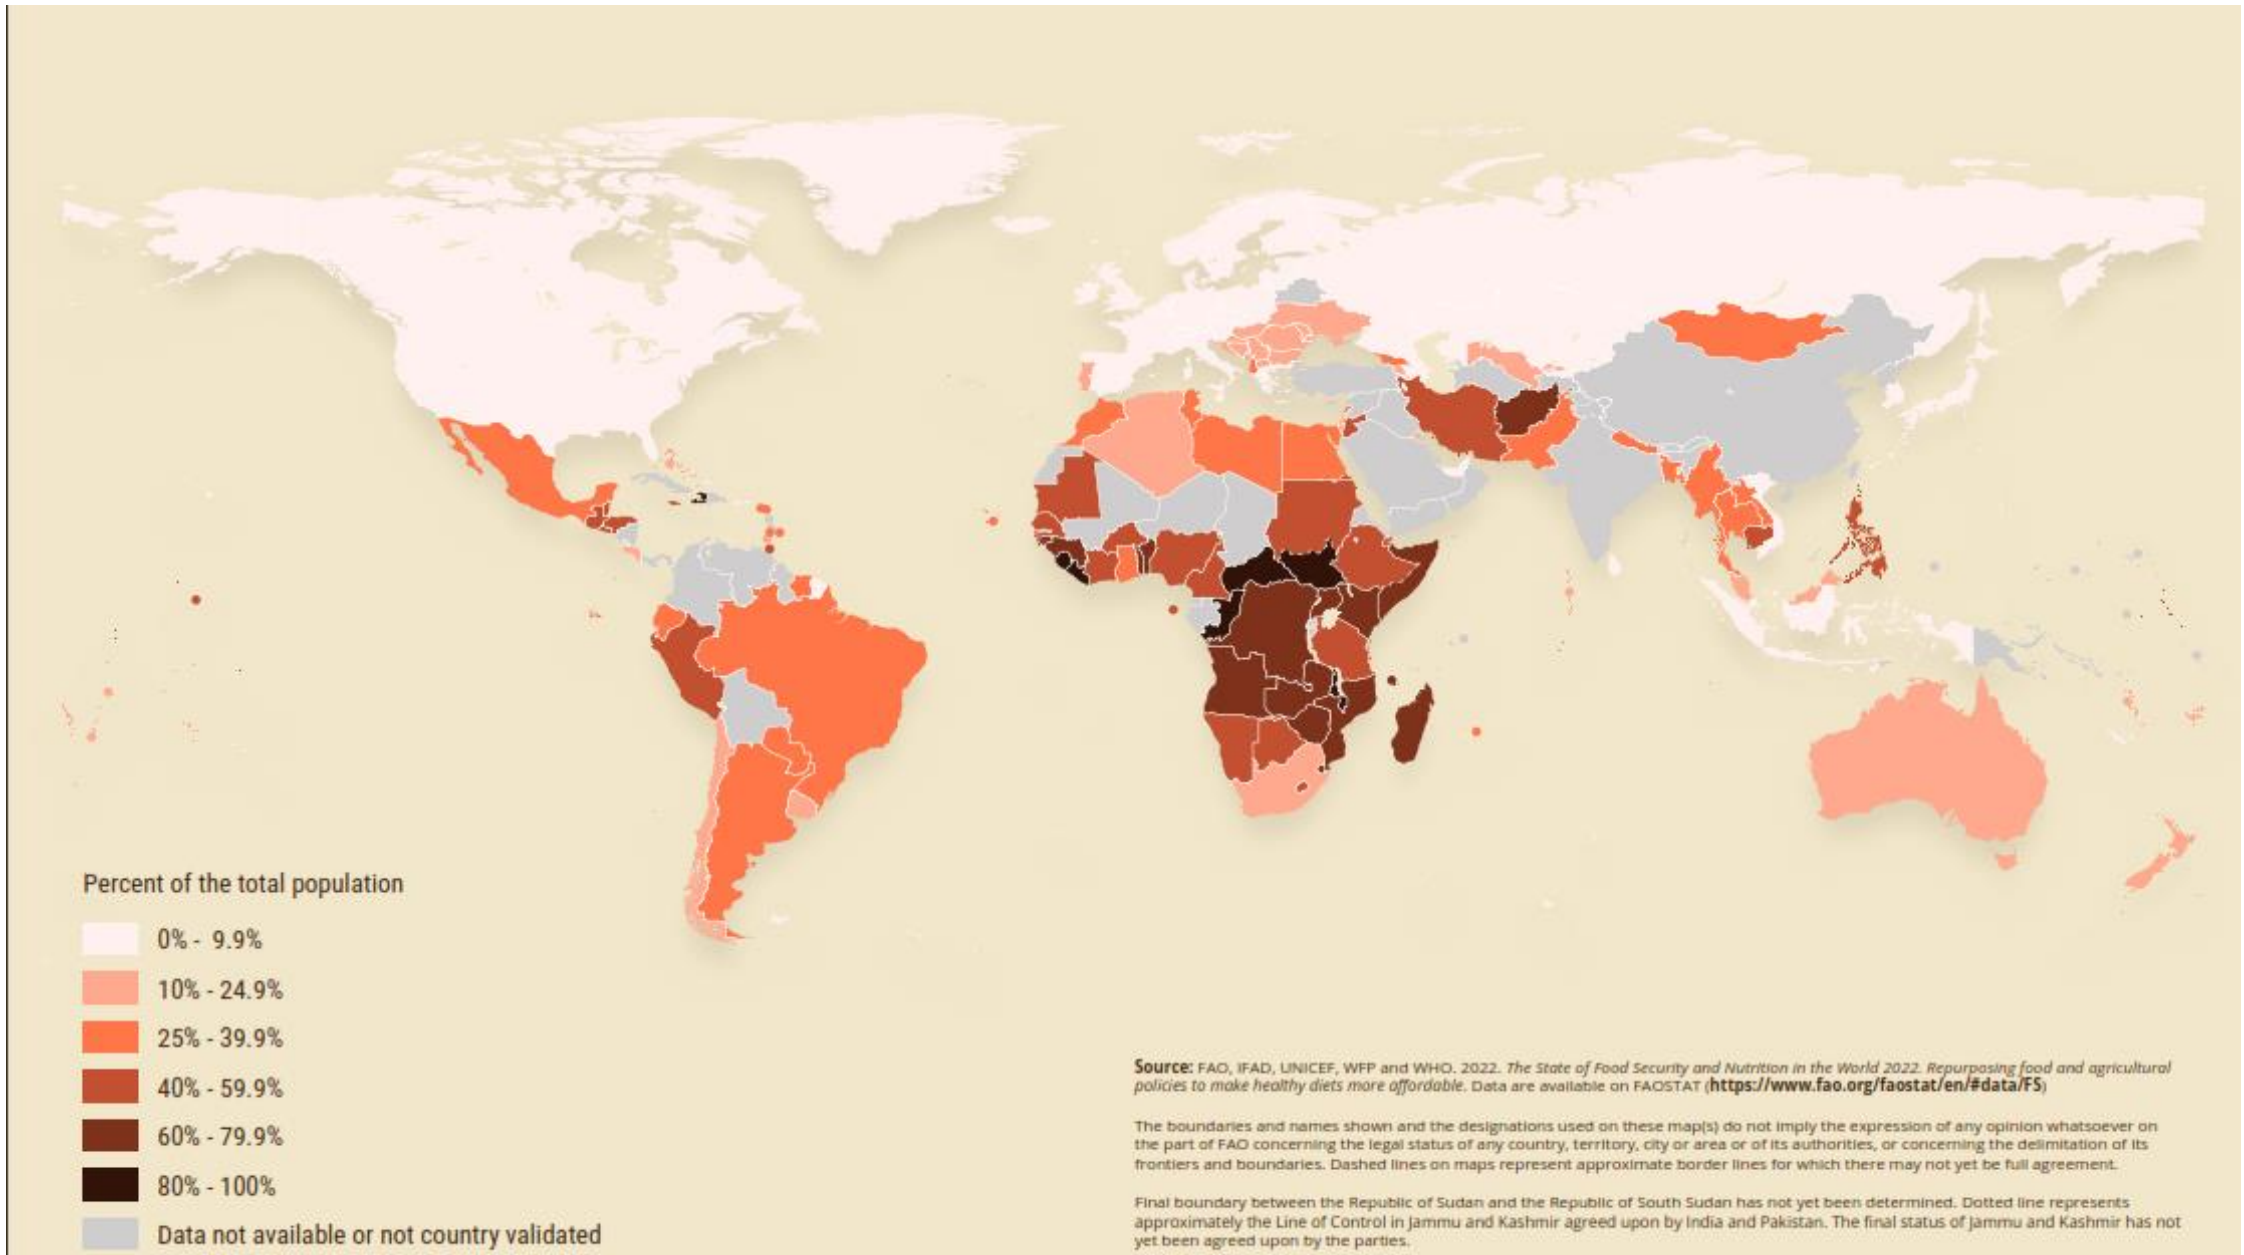 Percent of the total population
0% - 9.9%
10% - 24.9%
25% - 39.9%
40% - 59.9%
60% - 79.9%
80% - 100%
Data not available or not country validated
Source: FAO, IFAD, UNICEF, WFP and WHO. 2022. The State of Food Security and Nutrition in the World 2022. Repurposing food and agricultural
policies to make healthy diets more affordable. Data are available on FAOSTAT (https://www.fao.org/faostat/en/#data/FS)
The boundaries and names shown and the designations used on these map(s) do not imply the expression of any opinion whatsoever on
the part of FAO concerning the legal status of any country, territory, city or area or of its authorities, or concerning the delimitation of its
frontiers and boundaries. Dashed lines on maps represent approximate border lines for which there may not yet be full agreement.
Final boundary between the Republic of Sudan and the Republic of South Sudan has not yet been determined. Dotted line represents
approximately the Line of Control in Jammu and Kashmir agreed upon by India and Pakistan. The final status of Jammu and Kashmir has not
yet been agreed upon by the parties.